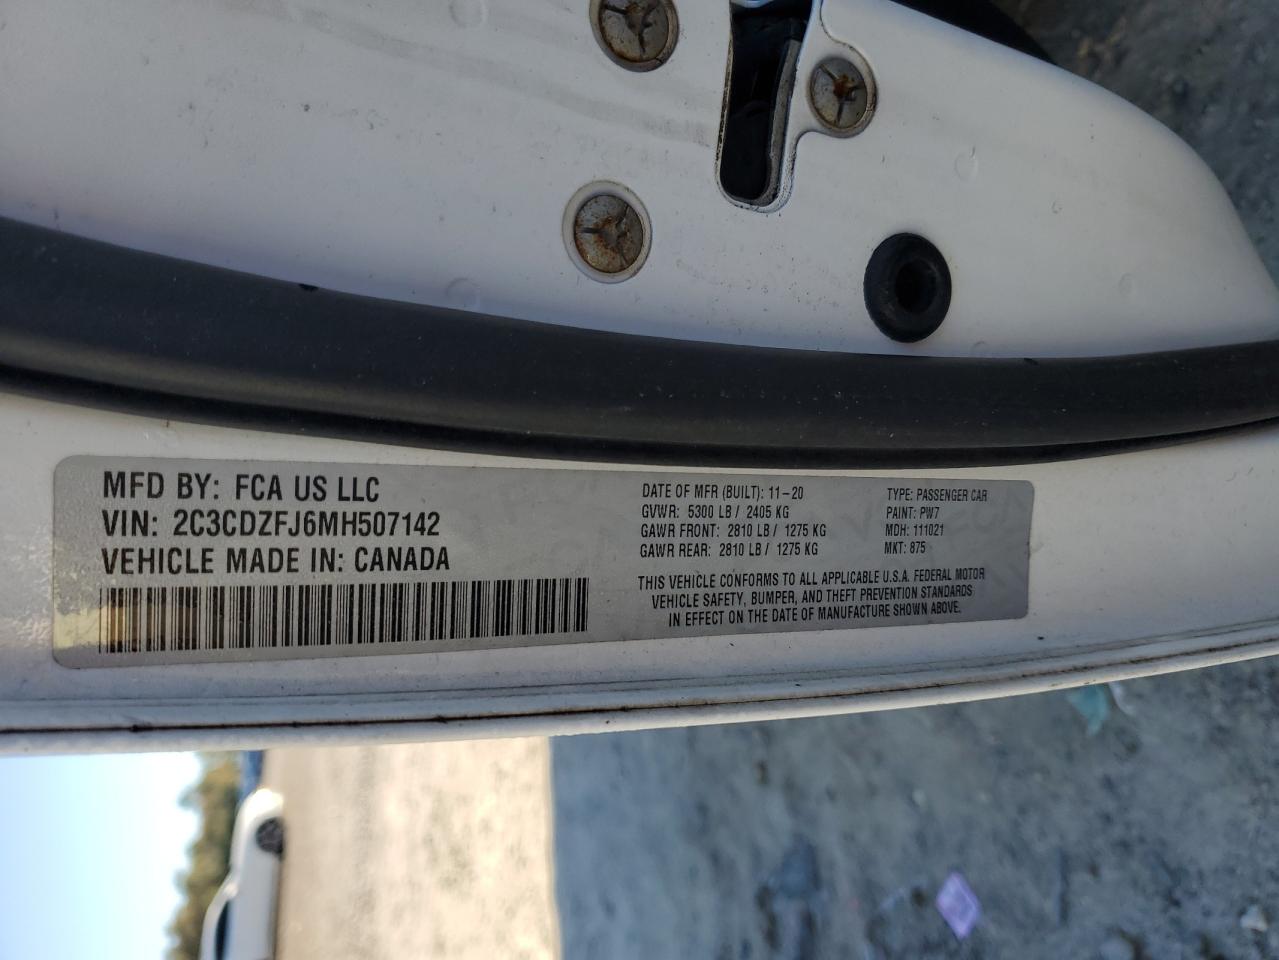 MFD BY: FCA US LLC
VIN: 2C3CDZFJ6MH507142
VEHICLE MADE IN: CANADA
DATE OF MFR (BUILT): 11-20
GVWR: 5300 LB / 2405 KG
GAWR FRONT: 2810 LB / 1275 KG
GAWR REAR: 2810 LB / 1275 KG
TYPE: PASSENGER CAR
PAINT: PW7
MDH: 111021
MKT: 875
THIS VEHICLE CONFORMS TO ALL APPLICABLE U.S.A. FEDERAL MOTOR
VEHICLE SAFETY, BUMPER, AND THEFT PREVENTION STANDARDS
IN EFFECT ON THE DATE OF MANUFACTURE SHOWN ABOVE.